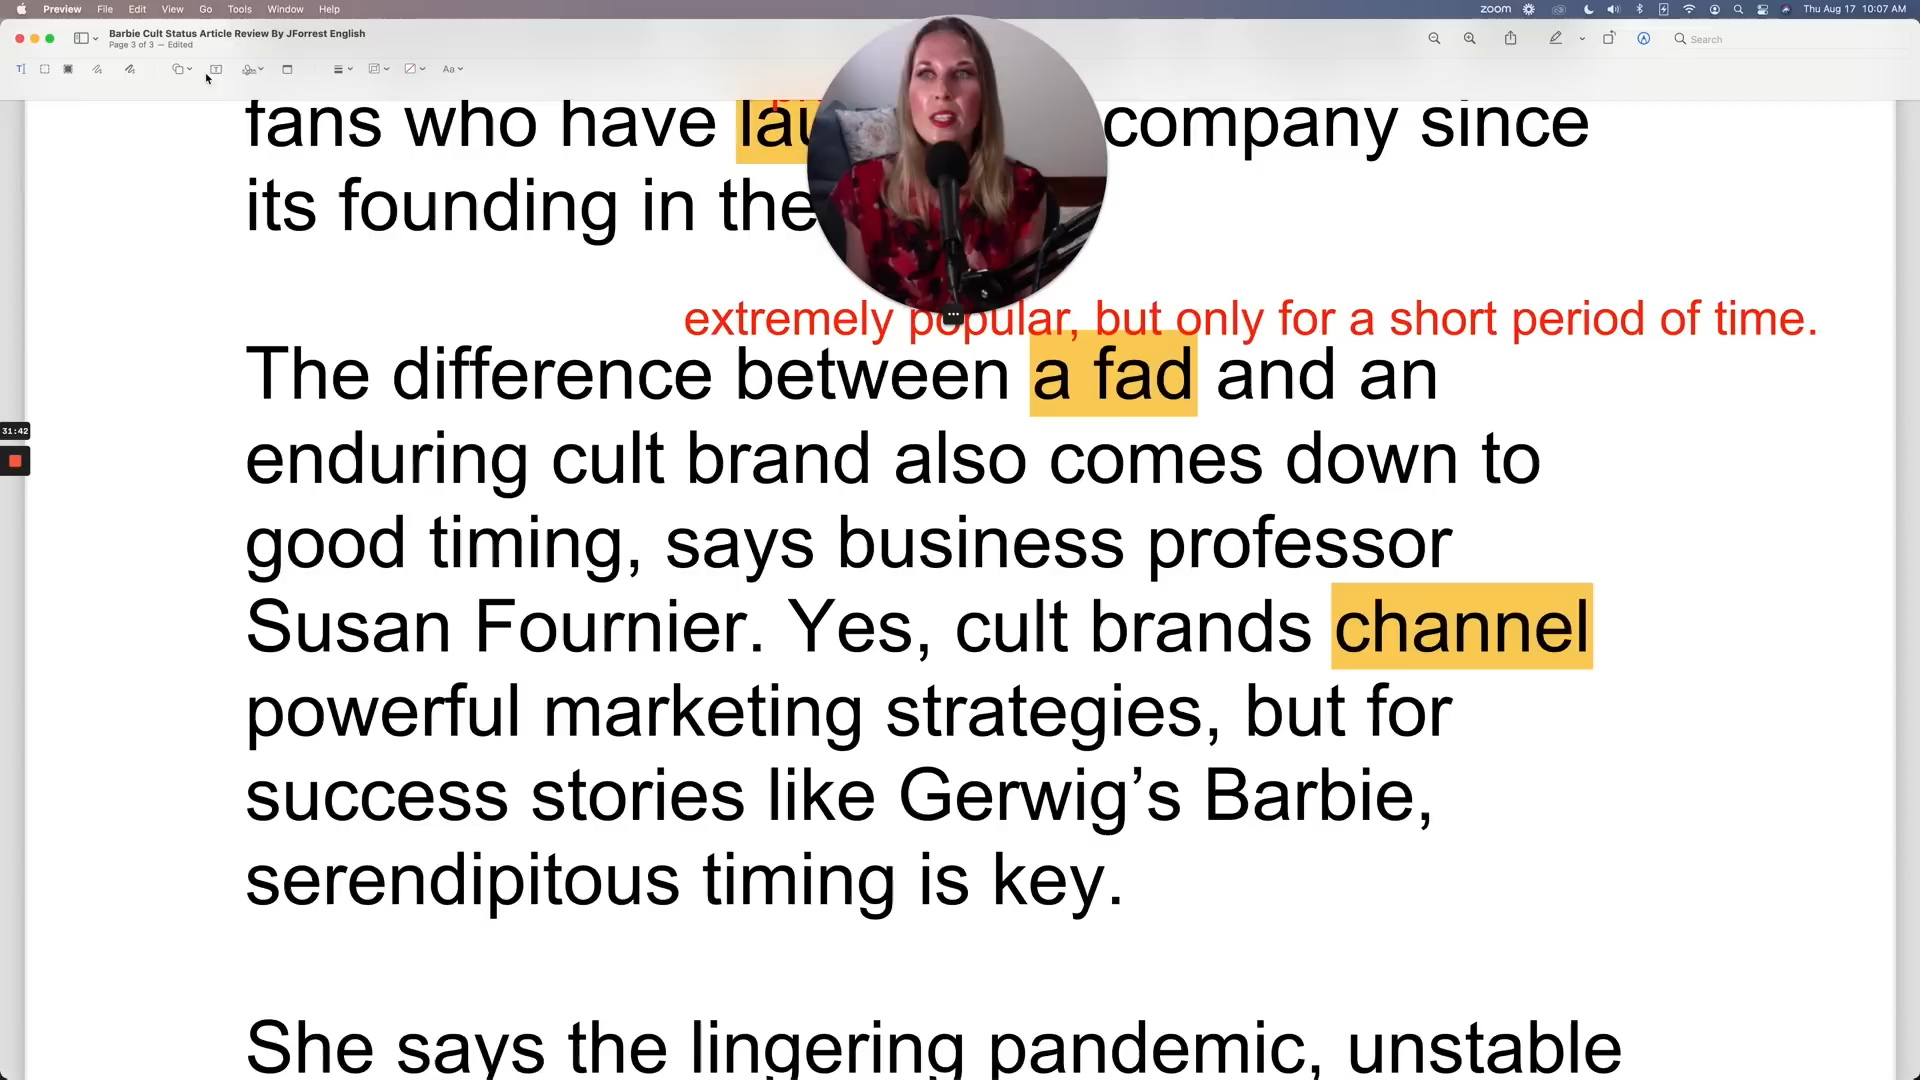 Preview File Edit View Go Tools Window Help
zoom
Thu Aug 17 10:07 AM
Barbie Cult Status Article Review By JForrest English
Page 3 of 3 — Edited
Search
Aa
fans who have company since
its founding in the
extremely popular, but only for a short period of time.
The difference between a fad and an
31:42
enduring cult brand also comes down to
good timing, says business professor
Susan Fournier. Yes, cult brands channel
powerful marketing strategies, but for
success stories like Gerwig’s Barbie,
serendipitous timing is key.
She says the lingering pandemic, unstable